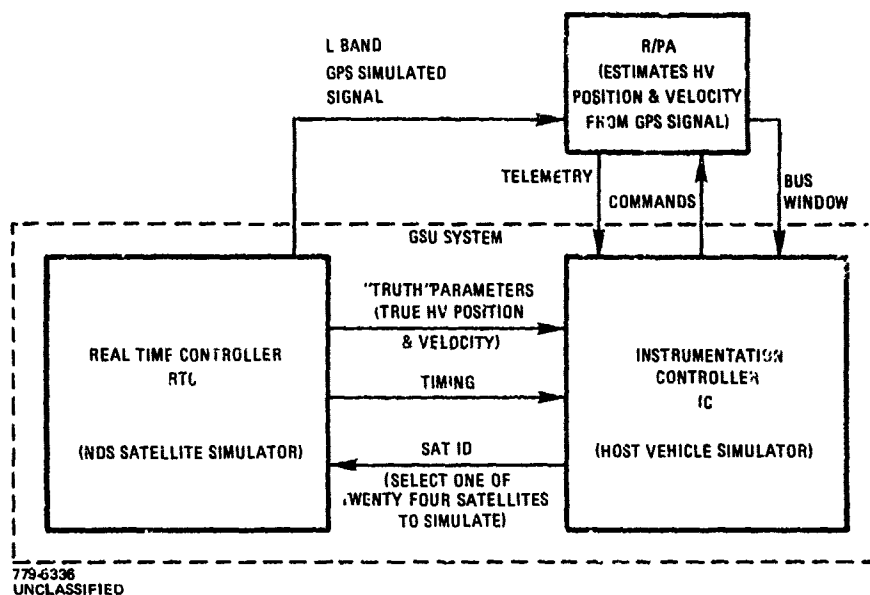 L BAND
GPS SIMULATED
SIGNAL
R/PA
(ESTIMATES HV
POSITION & VELOCITY
FROM GPS SIGNAL)
TELEMETRY
COMMANDS
BUS
WINDOW
GSU SYSTEM
REAL TIME CONTROLLER
RTC
(NDS SATELLITE SIMULATOR)
"TRUTH" PARAMETERS
(TRUE HV POSITION
& VELOCITY)
TIMING
SAT ID
(SELECT ONE OF
TWENTY FOUR SATELLITES
TO SIMULATE)
INSTRUMENTATION
CONTROLLER
IC
(HOST VEHICLE SIMULATOR)
779-6336
UNCLASSIFIED